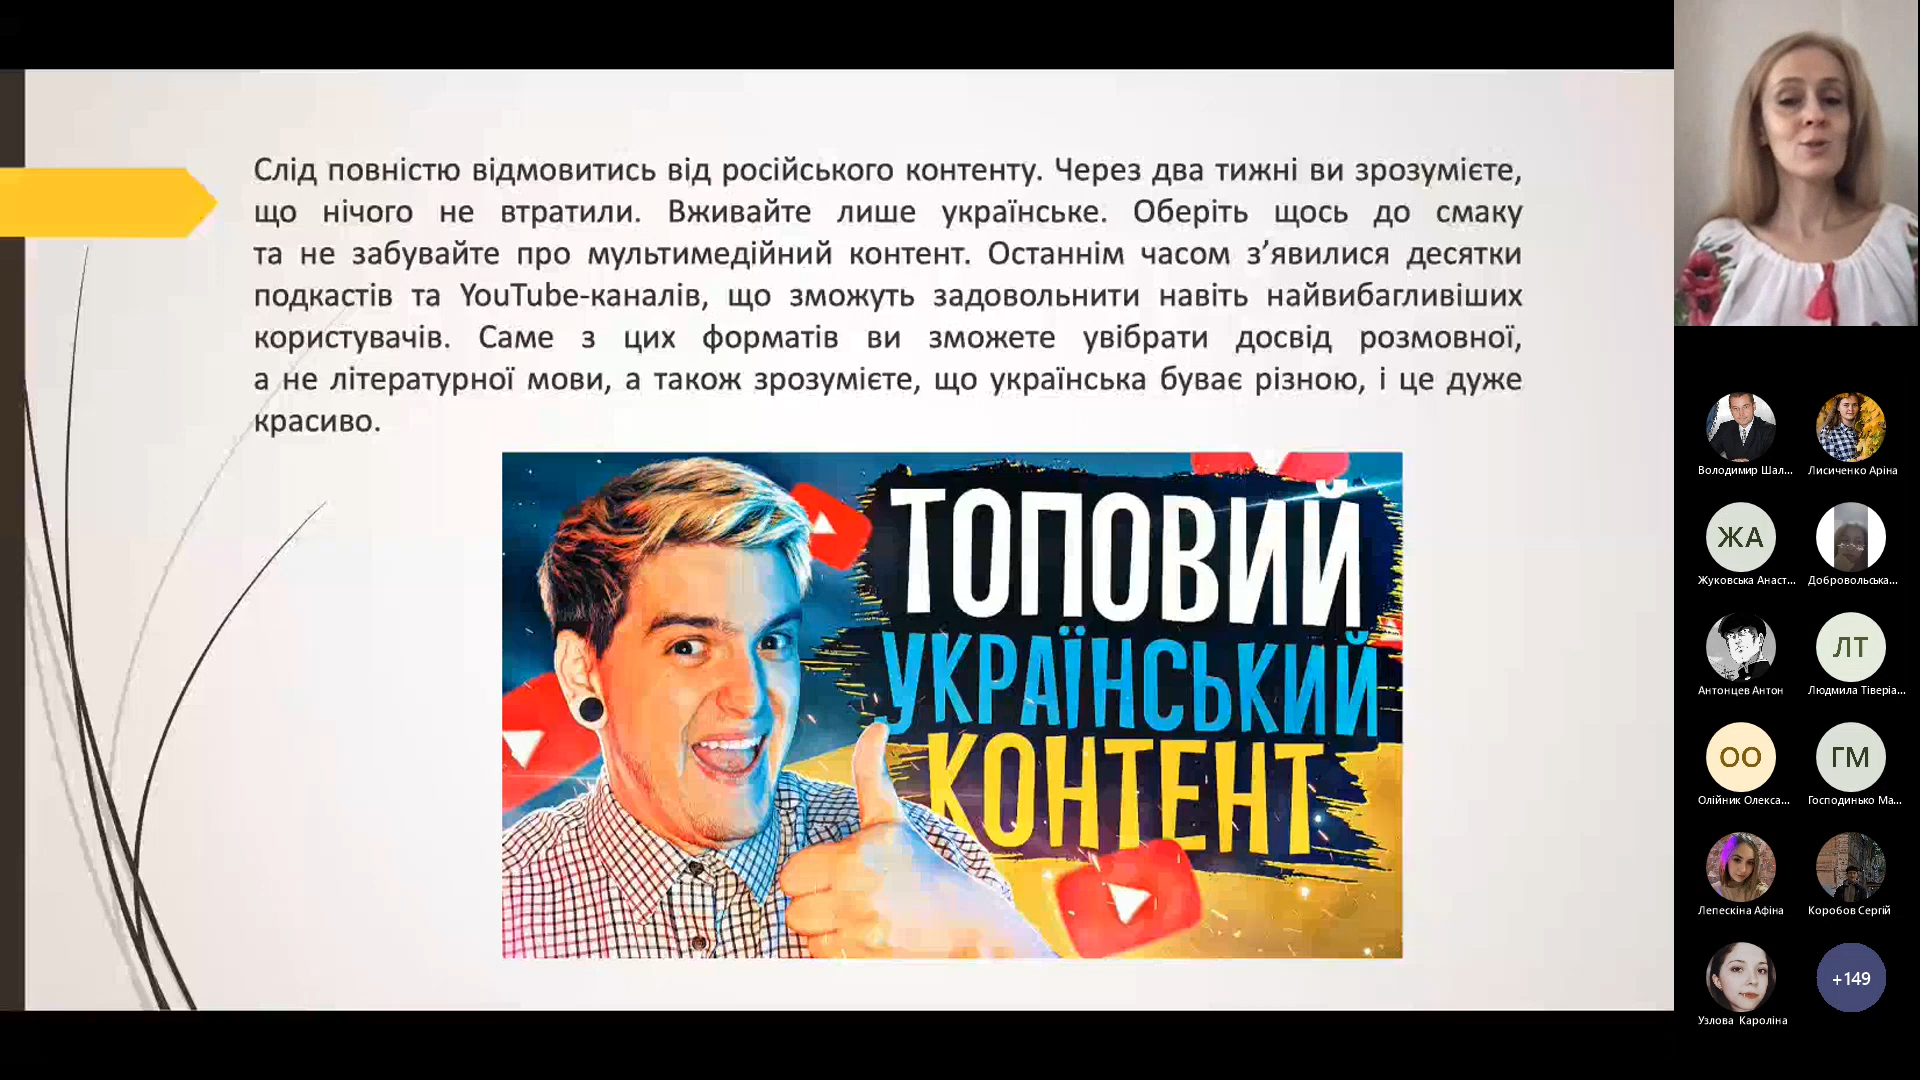 Слід повністю відмовитись від російського контенту. Через два тижні ви зрозумієте,
що нічого не втратили. Вживайте лише українське. Оберіть щось до смаку
та не забувайте про мультимедійний контент. Останнім часом з’явилися десятки
подкастів та YouTube-каналів, що зможуть задовольнити навіть найвибагливіших
користувачів. Саме з цих форматів ви зможете увібрати досвід розмовної,
а не літературної мови, а також зрозумієте, що українська буває різною, і це дуже
красиво.
ТОПОВИЙ
УКРАЇНСЬКИЙ
КОНТЕНТ
Володимир Шал...
Лисиченко Аріна
ЖА
Жуковська Анаст...
Добровольська...
Антонцев Антон
ЛТ
Людмила Тіверіа...
ОО
Олійник Олекса...
ГМ
Господинько Ма...
Лепескіна Афіна
Коробов Сергій
Узлова Кароліна
+149